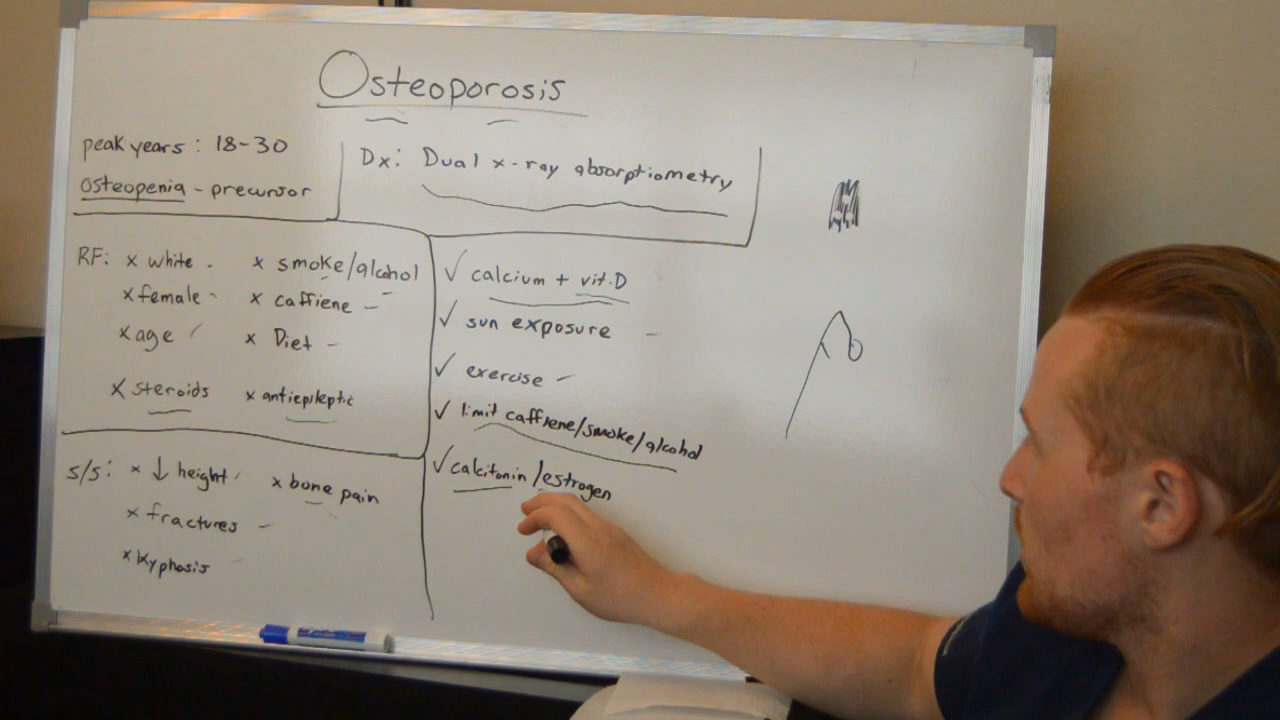 Osteoporosis
peak years: 18-30
osteopenia - precursor
Dx: Dual x-ray absorptiometry
RF: x white x smoke/alcohol
x female x caffiene
x age x Diet
x steroids x antiepileptic
s/s: x ↓ height x bone pain
x fractures
x kyphosis
✓ calcium + vit.D
✓ sun exposure
✓ exercise
✓ limit caffiene/smoke/alcohol
✓ calcitonin/estrogen